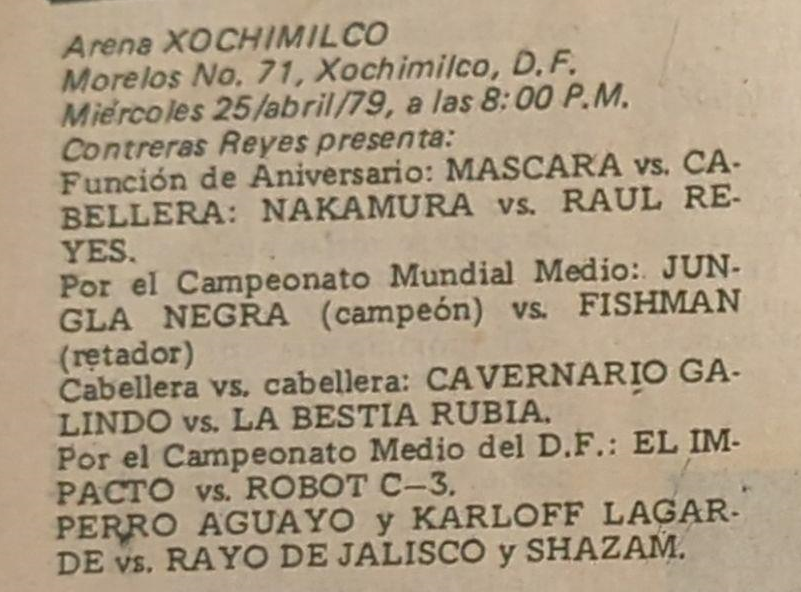 Arena XOCHIMILCO
Morelos No. 71, Xochimilco, D.F.
Miércoles 25/abril/79, a las 8:00 P.M.
Contreras Reyes presenta:
Función de Aniversario: MASCARA vs. CA-
BELLERA: NAKAMURA vs. RAUL RE-
YES.
Por el Campeonato Mundial Medio: JUN-
GLA NEGRA (campeón) vs. FISHMAN
(retador)
Cabellera vs. cabellera: CAVERNARIO GA-
LINDO vs. LA BESTIA RUBIA.
Por el Campeonato Medio del D.F.: EL IM-
PACTO vs. ROBOT C-3.
PERRO AGUAYO y KARLOFF LAGAR-
DE vs. RAYO DE JALISCO y SHAZAM.